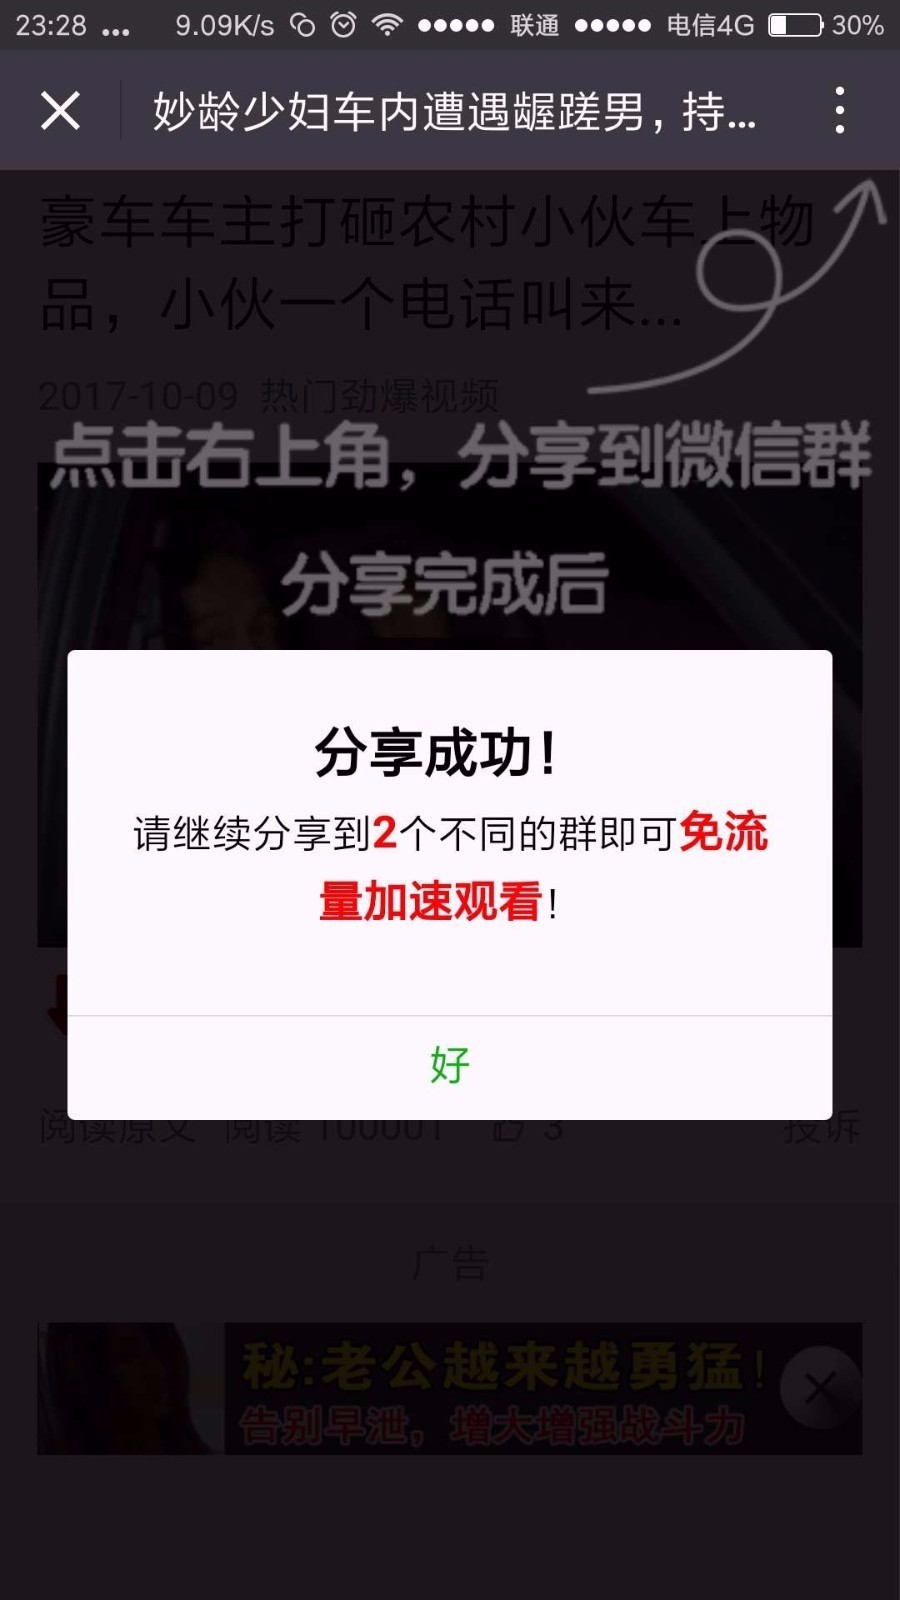 23:28 ... 9.09K/s 联通 电信4G 30%
妙龄少妇车内遭遇龌蹉男，持...
豪车车主打砸农村小伙车上物
品，小伙一个电话叫来...
2017-10-09 热门劲爆视频
点击右上角，分享到微信群
分享完成后
分享成功！
请继续分享到2个不同的群即可免流
量加速观看！
好
阅读原文 阅读 100001 3 投诉
广告
秘:老公越来越勇猛！
告别早泄，增大增强战斗力